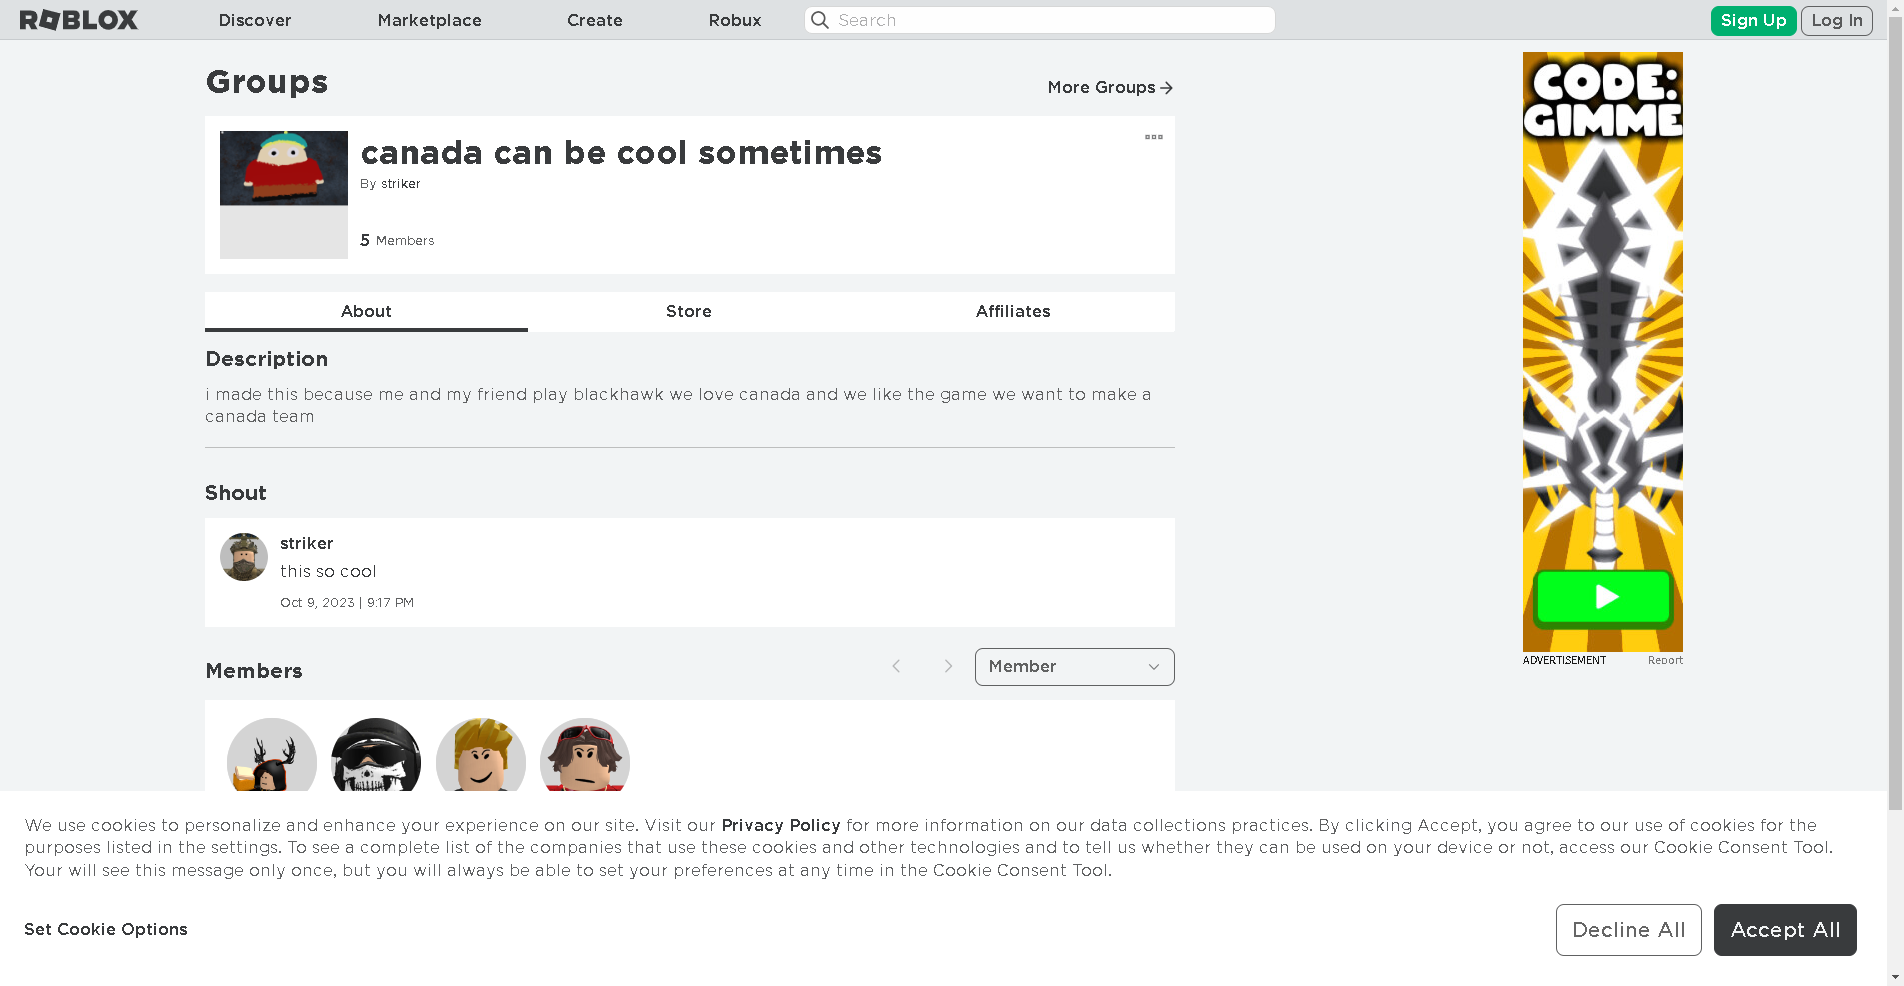 ROBLOX Discover Marketplace Create Robux Search Sign Up Log In
Groups
More Groups
canada can be cool sometimes
By striker
5 Members
About Store Affiliates
Description
i made this because me and my friend play blackhawk we love canada and we like the game we want to make a
canada team
Shout
striker
this so cool
Oct 9, 2023 | 9:17 PM
Members
Member
CODE:
GIMME
ADVERTISEMENT Report
We use cookies to personalize and enhance your experience on our site. Visit our Privacy Policy for more information on our data collections practices. By clicking Accept, you agree to our use of cookies for the
purposes listed in the settings. To see a complete list of the companies that use these cookies and other technologies and to tell us whether they can be used on your device or not, access our Cookie Consent Tool.
Your will see this message only once, but you will always be able to set your preferences at any time in the Cookie Consent Tool.
Set Cookie Options
Decline All Accept All